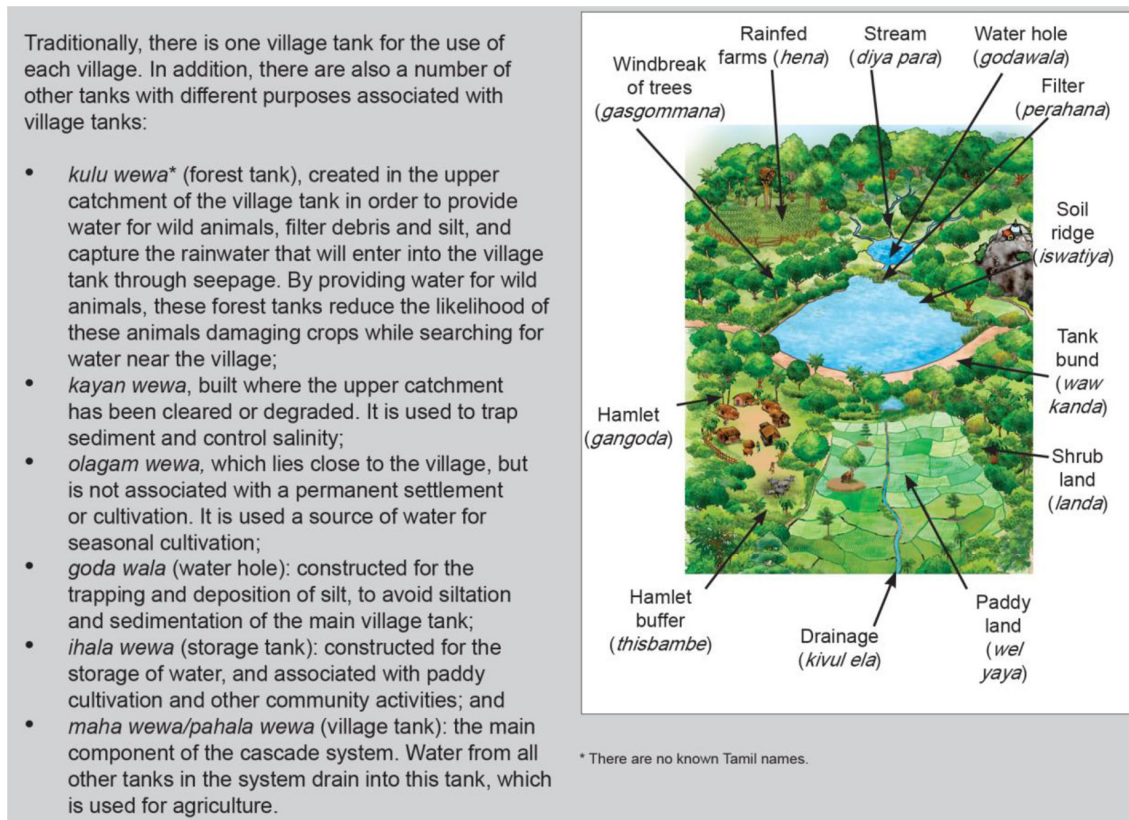 Traditionally, there is one village tank for the use of
each village. In addition, there are also a number of
other tanks with different purposes associated with
village tanks:
• kulu wewa* (forest tank), created in the upper
catchment of the village tank in order to provide
water for wild animals, filter debris and silt, and
capture the rainwater that will enter into the village
tank through seepage. By providing water for wild
animals, these forest tanks reduce the likelihood of
these animals damaging crops while searching for
water near the village;
• kayan wewa, built where the upper catchment
has been cleared or degraded. It is used to trap
sediment and control salinity;
• olagam wewa, which lies close to the village, but
is not associated with a permanent settlement
or cultivation. It is used a source of water for
seasonal cultivation;
• goda wala (water hole): constructed for the
trapping and deposition of silt, to avoid siltation
and sedimentation of the main village tank;
• ihala wewa (storage tank): constructed for the
storage of water, and associated with paddy
cultivation and other community activities; and
• maha wewa/pahala wewa (village tank): the main
component of the cascade system. Water from all
other tanks in the system drain into this tank, which
is used for agriculture.
Windbreak
of trees
(gasgommana)
Rainfed
farms (hena)
Stream
(diya para)
Water hole
(godawala)
Filter
(perahana)
Soil
ridge
(iswatiya)
Tank
bund
(waw
kanda)
Hamlet
(gangoda)
Shrub
land
(landa)
Hamlet
buffer
(thisbambe)
Drainage
(kivul ela)
Paddy
land
(wel
yaya)
* There are no known Tamil names.